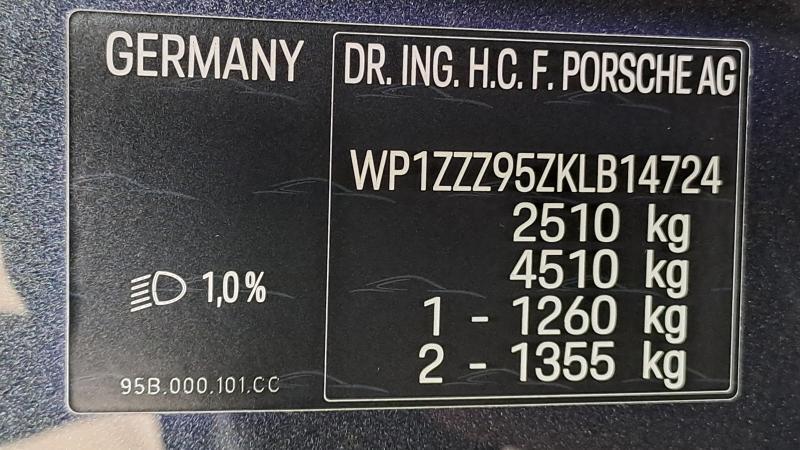 GERMANY
DR. ING. H.C. F. PORSCHE AG
WP1ZZZ95ZKLB14724
2510 kg
4510 kg
1 - 1260 kg
2 - 1355 kg
1,0 %
95B.000.101.CC